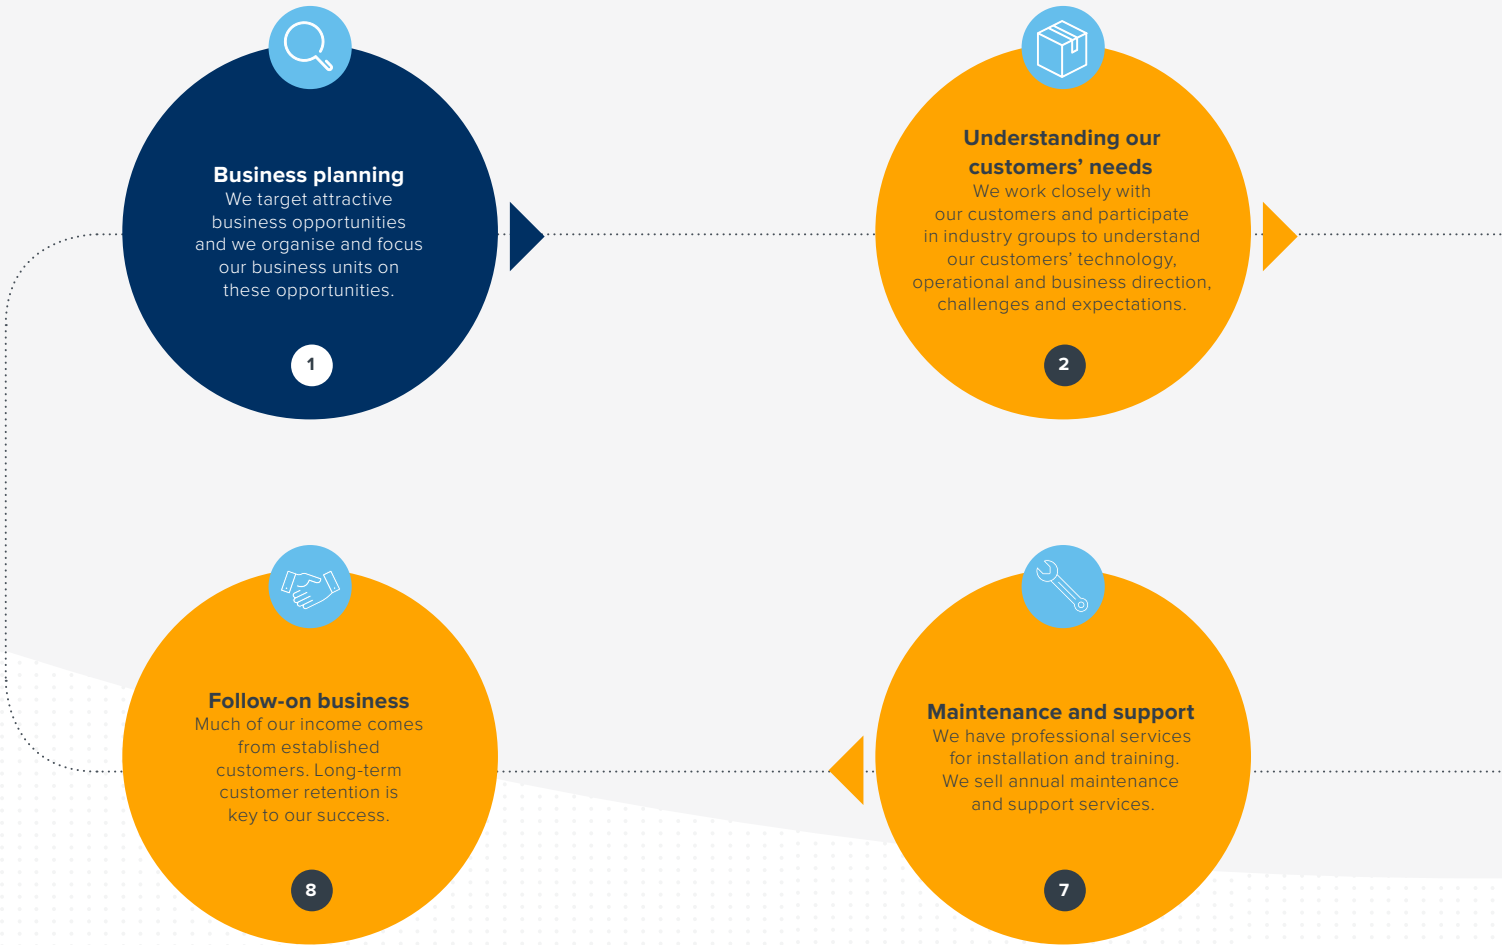 Business planning
We target attractive
business opportunities
and we organise and focus
our business units on
these opportunities.
1
Understanding our
customers’ needs
We work closely with
our customers and participate
in industry groups to understand
our customers’ technology,
operational and business direction,
challenges and expectations.
2
Follow-on business
Much of our income comes
from established
customers. Long-term
customer retention is
key to our success.
8
Maintenance and support
We have professional services
for installation and training.
We sell annual maintenance
and support services.
7